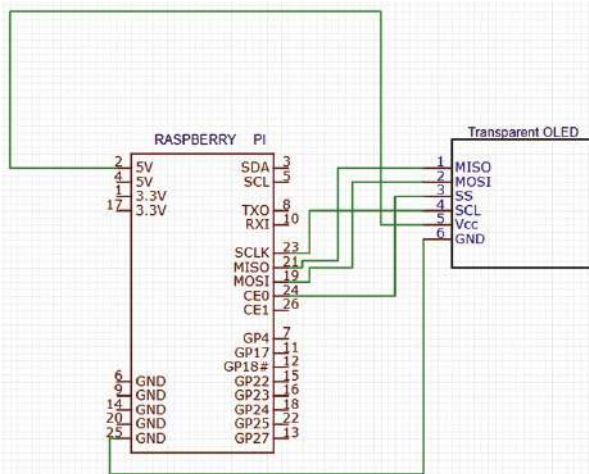 RASPBERRY PI
2 5V
4 5V
1 3.3V
17 3.3V
6 GND
9 GND
14 GND
20 GND
25 GND
SDA 3
SCL 5
TXO 8
RXI 10
SCLK 23
MISO 21
MOSI 19
CE0 24
CE1 26
GP4 7
GP17 11
GP18# 12
GP22 15
GP23 16
GP24 18
GP25 22
GP27 13
Transparent OLED
1 MISO
2 MOSI
3 SS
4 SCL
5 Vcc
6 GND